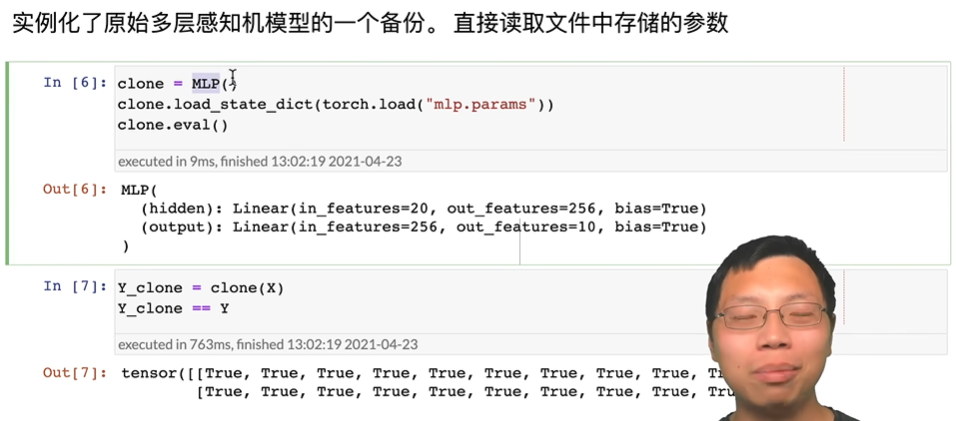 实例化了原始多层感知机模型的一个备份。 直接读取文件中存储的参数
In [6]: clone = MLP()
clone.load_state_dict(torch.load("mlp.params"))
clone.eval()
executed in 9ms, finished 13:02:19 2021-04-23
Out[6]: MLP(
(hidden): Linear(in_features=20, out_features=256, bias=True)
(output): Linear(in_features=256, out_features=10, bias=True)
)
In [7]: Y_clone = clone(X)
Y_clone == Y
executed in 763ms, finished 13:02:19 2021-04-23
Out[7]: tensor([[True, True, True, True, True, True, True, True, True,
[True, True, True, True, True, True, True, True, True,